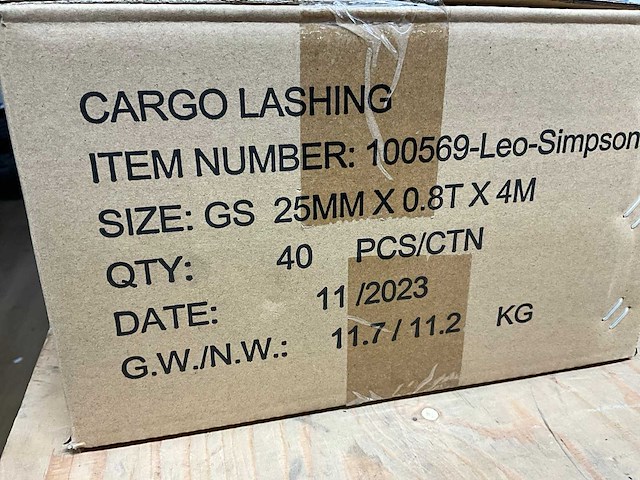 CARGO LASHING
ITEM NUMBER: 100569-Leo-Simpson
SIZE: GS 25MM X 0.8T X 4M
QTY: 40 PCS/CTN
DATE: 11 /2023
G.W./N.W.: 11.7 / 11.2 KG